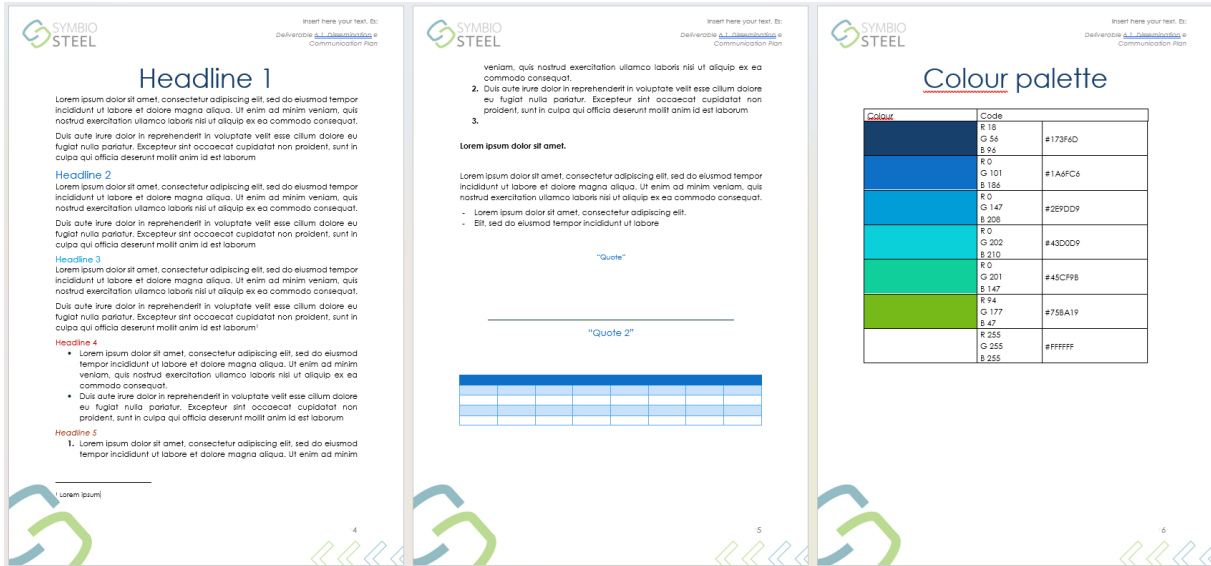 SYMBIO
STEEL
Insert here your text. Es:
Deliverable 6.1. Dissemination e
Communication Plan
Headline 1
Lorem ipsum dolor sit amet, consectetur adipiscing elit, sed do eiusmod tempor
incididunt ut labore et dolore magna aliqua. Ut enim ad minim veniam, quis
nostrud exercitation ullamco laboris nisi ut aliquip ex ea commodo consequat.
Duis aute irure dolor in reprehenderit in voluptate velit esse cillum dolore eu
fugiat nulla pariatur. Excepteur sint occaecat cupidatat non proident, sunt in
culpa qui officia deserunt mollit anim id est laborum
Headline 2
Lorem ipsum dolor sit amet, consectetur adipiscing elit, sed do eiusmod tempor
incididunt ut labore et dolore magna aliqua. Ut enim ad minim veniam, quis
nostrud exercitation ullamco laboris nisi ut aliquip ex ea commodo consequat.
Duis aute irure dolor in reprehenderit in voluptate velit esse cillum dolore eu
fugiat nulla pariatur. Excepteur sint occaecat cupidatat non proident, sunt in
culpa qui officia deserunt mollit anim id est laborum
Headline 3
Lorem ipsum dolor sit amet, consectetur adipiscing elit, sed do eiusmod tempor
incididunt ut labore et dolore magna aliqua. Ut enim ad minim veniam, quis
nostrud exercitation ullamco laboris nisi ut aliquip ex ea commodo consequat.
Duis aute irure dolor in reprehenderit in voluptate velit esse cillum dolore eu
fugiat nulla pariatur. Excepteur sint occaecat cupidatat non proident, sunt in
culpa qui officia deserunt mollit anim id est laborum¹
Headline 4
• Lorem ipsum dolor sit amet, consectetur adipiscing elit, sed do eiusmod
tempor incididunt ut labore et dolore magna aliqua. Ut enim ad minim
veniam, quis nostrud exercitation ullamco laboris nisi ut aliquip ex ea
commodo consequat.
• Duis aute irure dolor in reprehenderit in voluptate velit esse cillum dolore
eu fugiat nulla pariatur. Excepteur sint occaecat cupidatat non
proident, sunt in culpa qui officia deserunt mollit anim id est laborum
Headline 5
1. Lorem ipsum dolor sit amet, consectetur adipiscing elit, sed do eiusmod
tempor incididunt ut labore et dolore magna aliqua. Ut enim ad minim
¹ Lorem ipsum
4
SYMBIO
STEEL
Insert here your text. Es:
Deliverable 6.1. Dissemination e
Communication Plan
veniam, quis nostrud exercitation ullamco laboris nisi ut aliquip ex ea
commodo consequat.
2. Duis aute irure dolor in reprehenderit in voluptate velit esse cillum dolore
eu fugiat nulla pariatur. Excepteur sint occaecat cupidatat non
proident, sunt in culpa qui officia deserunt mollit anim id est laborum
3.
Lorem ipsum dolor sit amet.
Lorem ipsum dolor sit amet, consectetur adipiscing elit, sed do eiusmod tempor
incididunt ut labore et dolore magna aliqua. Ut enim ad minim veniam, quis
nostrud exercitation ullamco laboris nisi ut aliquip ex ea commodo consequat.
- Lorem ipsum dolor sit amet, consectetur adipiscing elit.
- Elit, sed do eiusmod tempor incididunt ut labore
"Quote"
"Quote 2"
5
SYMBIO
STEEL
Insert here your text. Es:
Deliverable 6.1. Dissemination e
Communication Plan
Colour palette
Colour Code
R 18
G 56 #173F6D
B 96
R 0
G 101 #1A6FC6
B 186
R 0
G 147 #2E9DD9
B 208
R 0
G 202 #43D0D9
B 210
R 0
G 201 #45CF9B
B 147
R 94
G 177 #75BA19
B 47
R 255
G 255 #FFFFFF
B 255
6